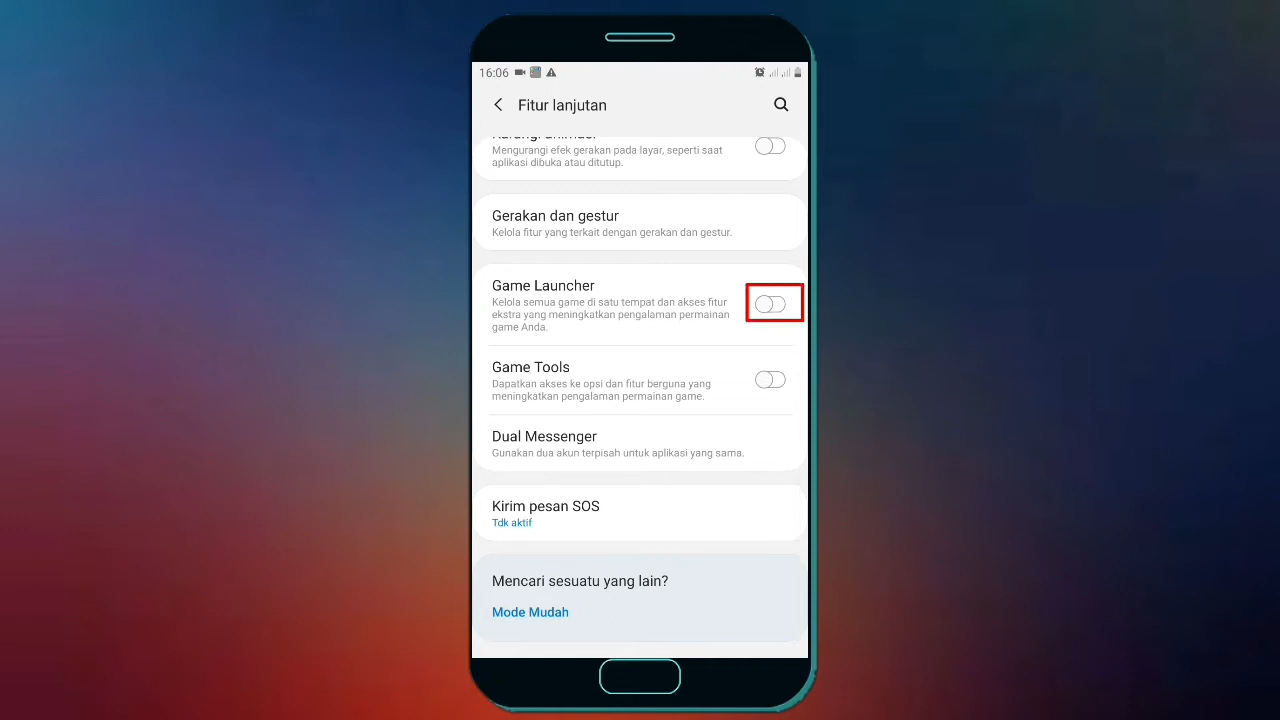 16:06
Fitur lanjutan
Kurangi animasi
Mengurangi efek gerakan pada layar, seperti saat
aplikasi dibuka atau ditutup.
Gerakan dan gestur
Kelola fitur yang terkait dengan gerakan dan gestur.
Game Launcher
Kelola semua game di satu tempat dan akses fitur
ekstra yang meningkatkan pengalaman permainan
game Anda.
Game Tools
Dapatkan akses ke opsi dan fitur berguna yang
meningkatkan pengalaman permainan game.
Dual Messenger
Gunakan dua akun terpisah untuk aplikasi yang sama.
Kirim pesan SOS
Tdk aktif
Mencari sesuatu yang lain?
Mode Mudah